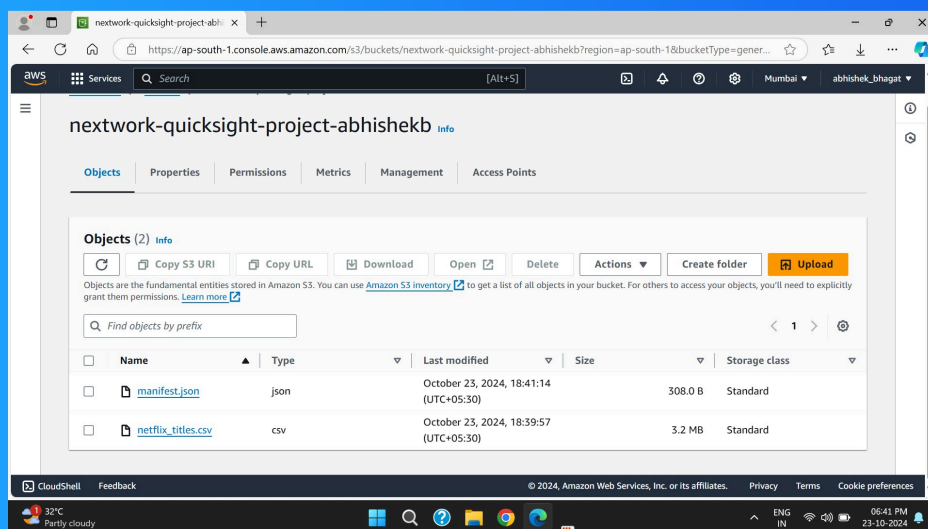 nextwork-quicksight-project-abhi
https://ap-south-1.console.aws.amazon.com/s3/buckets/nextwork-quicksight-project-abhishekb?region=ap-south-1&bucketType=gener...
aws Services Search [Alt+S] Mumbai ▼ abhishek_bhagat ▼
nextwork-quicksight-project-abhishekb Info
Objects Properties Permissions Metrics Management Access Points
Objects (2) Info
Copy S3 URI Copy URL Download Open Delete Actions ▼ Create folder Upload
Objects are the fundamental entities stored in Amazon S3. You can use Amazon S3 inventory to get a list of all objects in your bucket. For others to access your objects, you'll need to explicitly
grant them permissions. Learn more
Find objects by prefix 1
Name Type Last modified Size Storage class
manifest.json json October 23, 2024, 18:41:14 308.0 B Standard
(UTC+05:30)
netflix_titles.csv csv October 23, 2024, 18:39:57 3.2 MB Standard
(UTC+05:30)
CloudShell Feedback © 2024, Amazon Web Services, Inc. or its affiliates. Privacy Terms Cookie preferences
1 32°C ENG 06:41 PM
Partly cloudy IN 23-10-2024